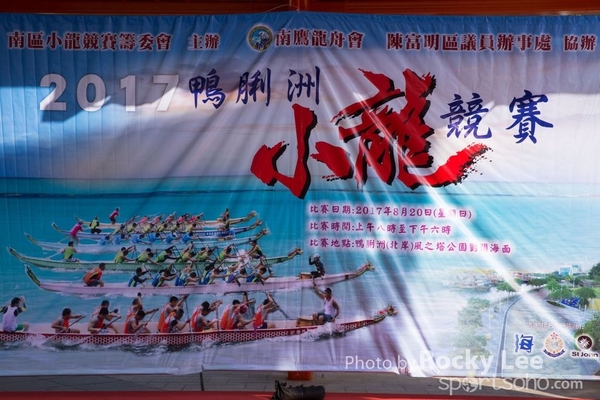 南區小龍競賽籌委會 主辦 南鷹龍舟會 陳富明區議員辦事處 協辦
2017 鴨脷洲
小龍 競賽
比賽日期:2017年8月20日(星期日)
比賽時間:上午八時至下午六時
比賽地點:鴨脷洲(北岸)風之塔公園對開海面
海 St John
Photo by Rocky Lee
sportsoho.com